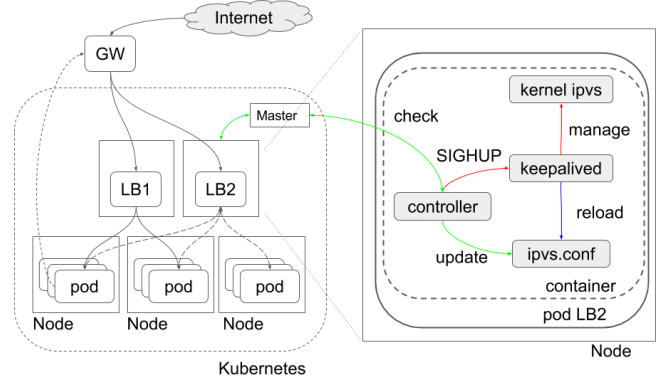 Internet
GW
Master
LB1
LB2
pod
pod
pod
Node
Node
Node
Kubernetes
kernel ipvs
check
manage
SIGHUP
keepalived
controller
reload
update
ipvs.conf
container
pod LB2
Node